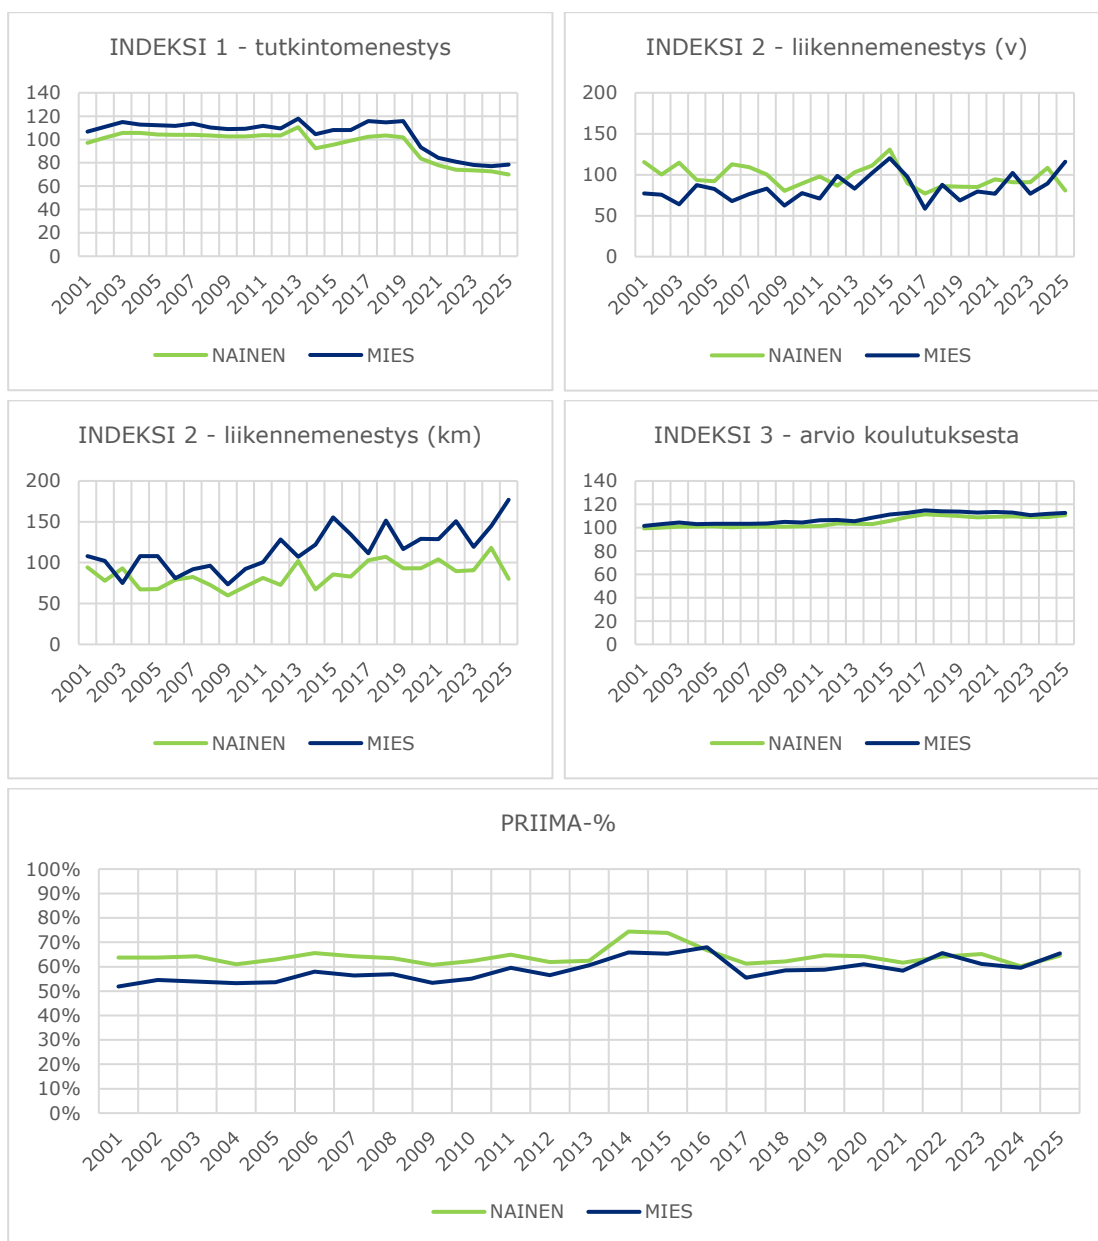 INDEKSI 1 - tutkintomenestys
140
120
100
80
60
40
20
0
2001 2003 2005 2007 2009 2011 2013 2015 2017 2019 2021 2023 2025
NAINEN MIES
INDEKSI 2 - liikennemenestys (v)
200
150
100
50
0
2001 2003 2005 2007 2009 2011 2013 2015 2017 2019 2021 2023 2025
NAINEN MIES
INDEKSI 2 - liikennemenestys (km)
200
150
100
50
0
2001 2003 2005 2007 2009 2011 2013 2015 2017 2019 2021 2023 2025
NAINEN MIES
INDEKSI 3 - arvio koulutuksesta
140
120
100
80
60
40
20
0
2001 2003 2005 2007 2009 2011 2013 2015 2017 2019 2021 2023 2025
NAINEN MIES
PRIIMA-%
100%
90%
80%
70%
60%
50%
40%
30%
20%
10%
0%
2001 2002 2003 2004 2005 2006 2007 2008 2009 2010 2011 2012 2013 2014 2015 2016 2017 2018 2019 2020 2021 2022 2023 2024 2025
NAINEN MIES